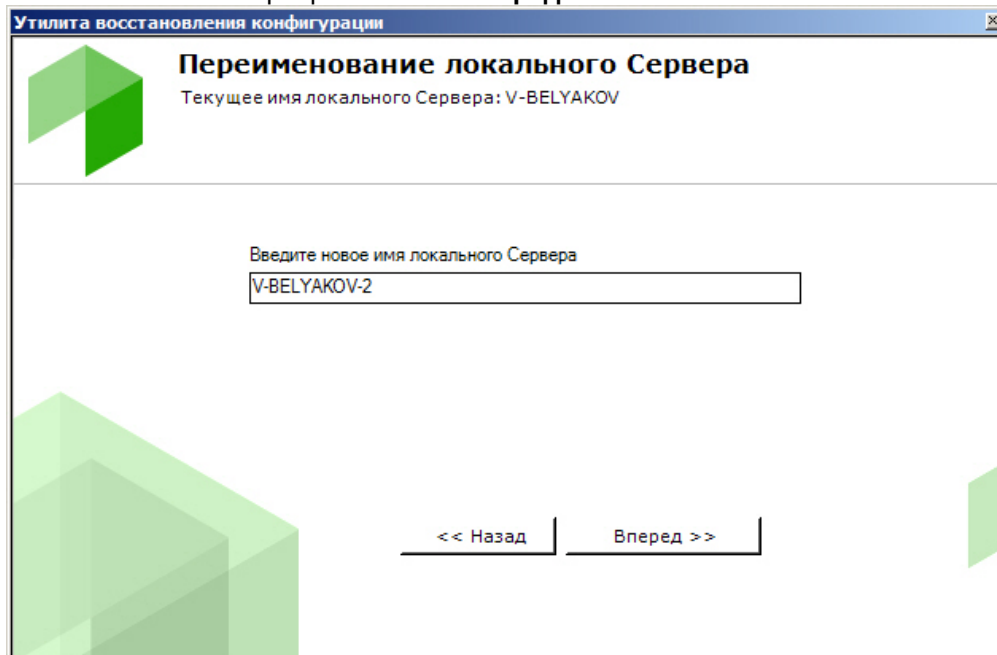 Утилита восстановления конфигурации
Переименование локального Сервера
Текущее имя локального Сервера: V-BELYAKOV
Введите новое имя локального Сервера
V-BELYAKOV-2
<< Назад
Вперед >>